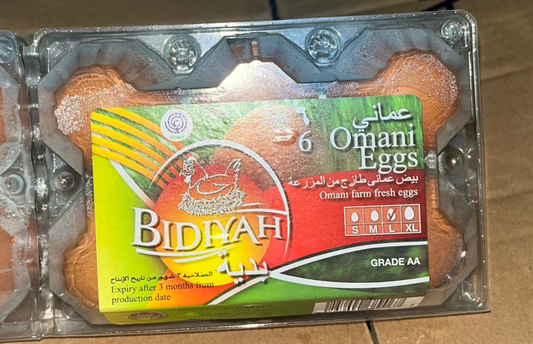 عماني
٦
6
Omani
Eggs
بيض عماني طازج من المزرعة
Omani farm fresh eggs
S M L XL
BIDIYAH
بدية
GRADE AA
الصلاحية ٣ شهور من تاريخ الإنتاج
Expiry after 3 months from
production date